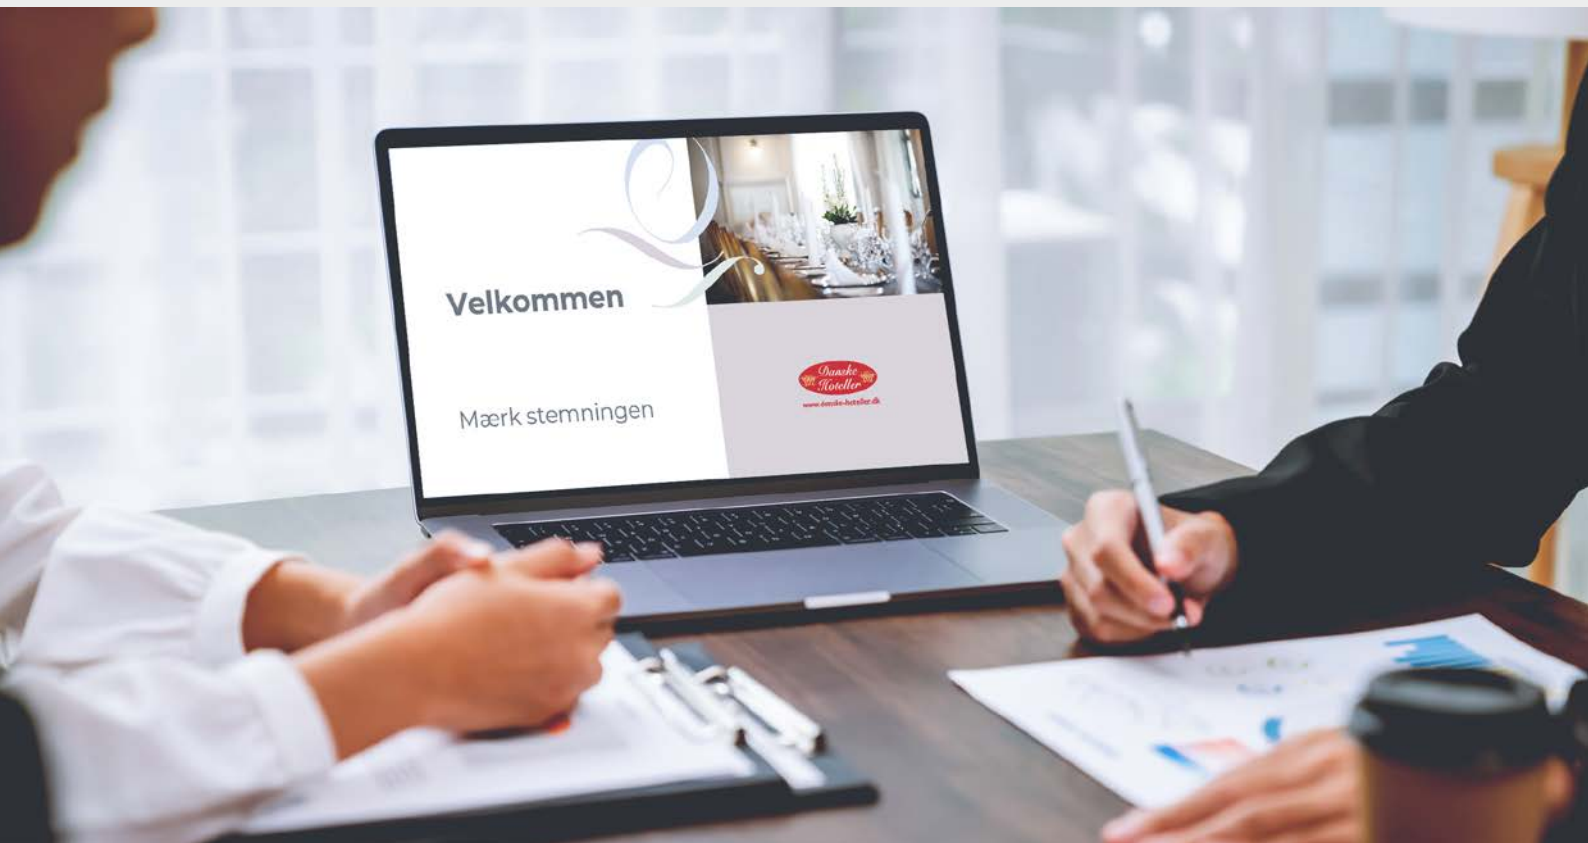 Velkommen
Mærk stemningen
Danske
Hoteller
www.danske-hoteller.dk